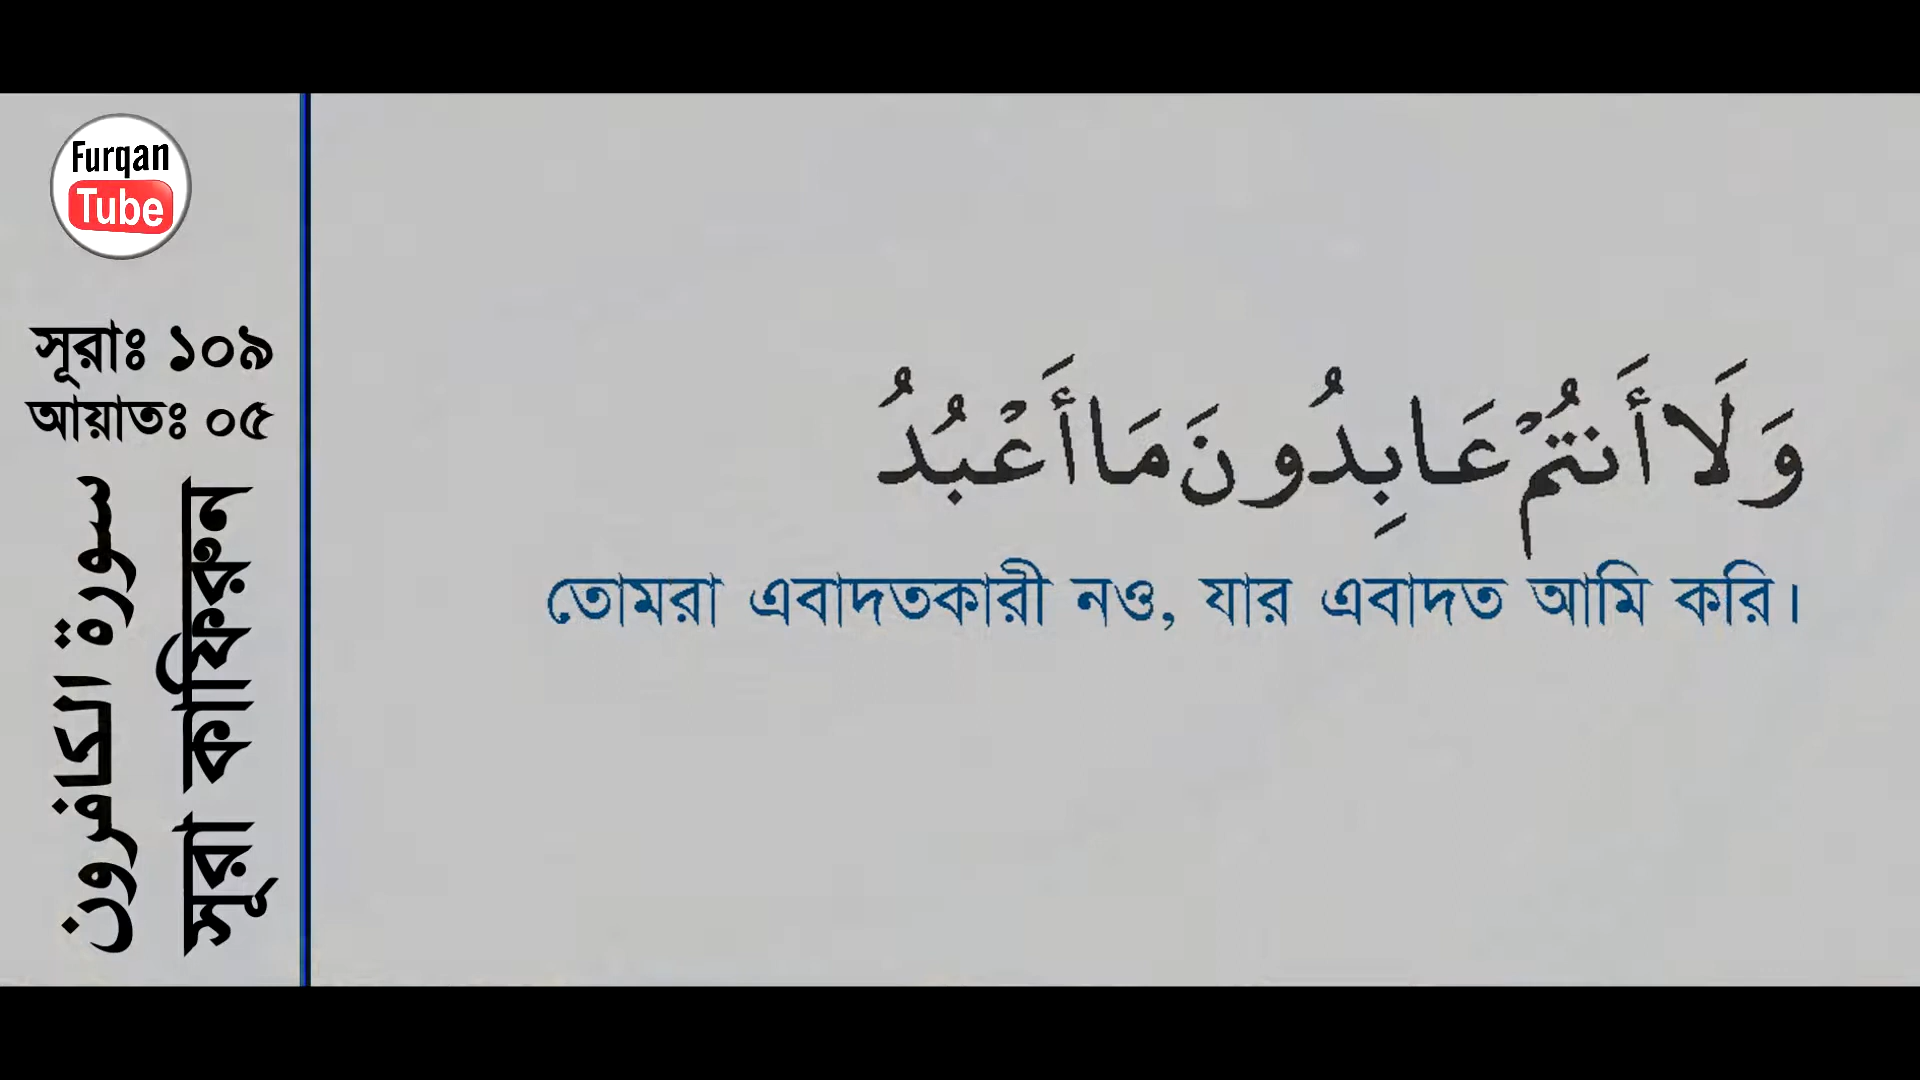 Furqan
Tube
সূরাঃ ১০৯
আয়াতঃ ০৫
سورة الكافرون
সূরা কাফিরুন
وَلَا أَنتُمْ عَابِدُونَ مَا أَعْبُدُ
তোমরা এবাদতকারী নও, যার এবাদত আমি করি।